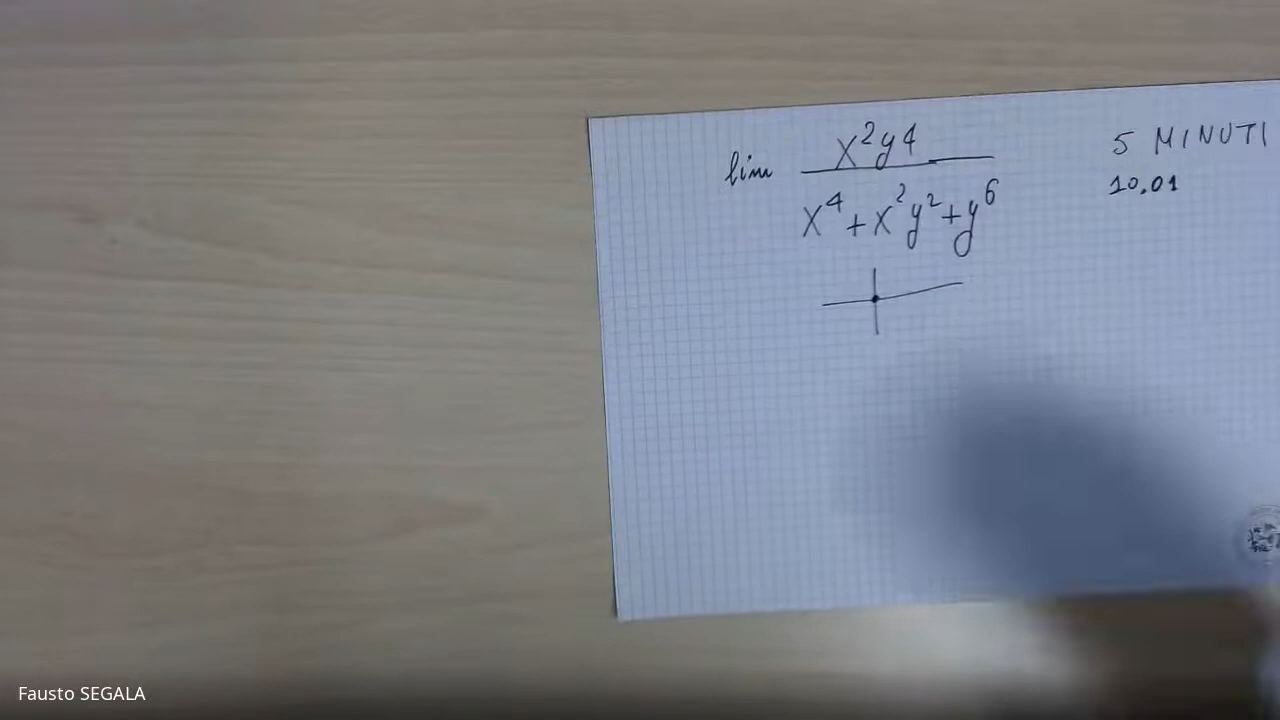 lim x²y⁴ 5 MINUTI
x⁴+x²y²+y⁶ 10.01
Fausto SEGALA